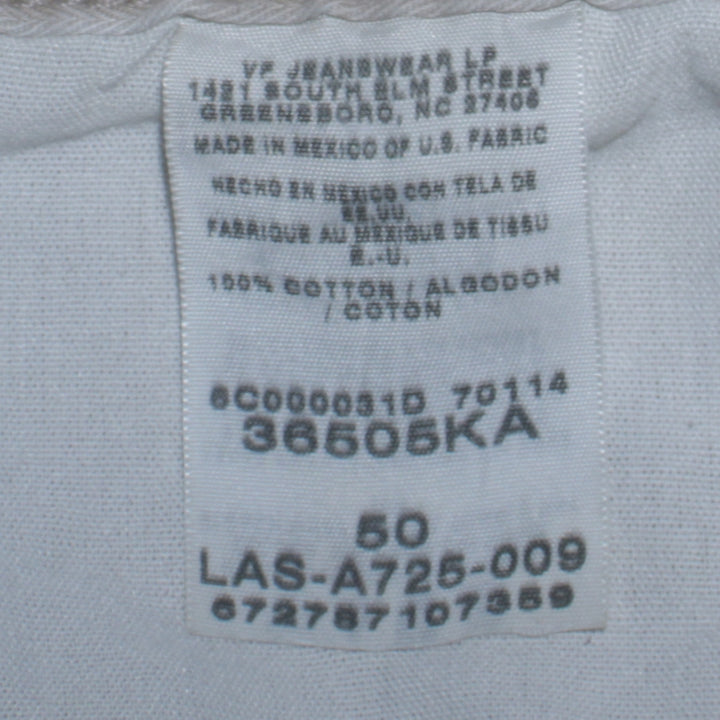 VF JEANSWEAR LP
1421 SOUTH ELM STREET
GREENSBORO, NC 27406
MADE IN MEXICO OF U.S. FABRIC
HECHO EN MEXICO CON TELA DE
EE.UU.
FABRIQUE AU MEXIQUE DE TISSU
E.-U.
100% COTTON / ALGODON
/ COTON
6C000031D 70114
36505KA
50
LAS-A725-009
672787107359